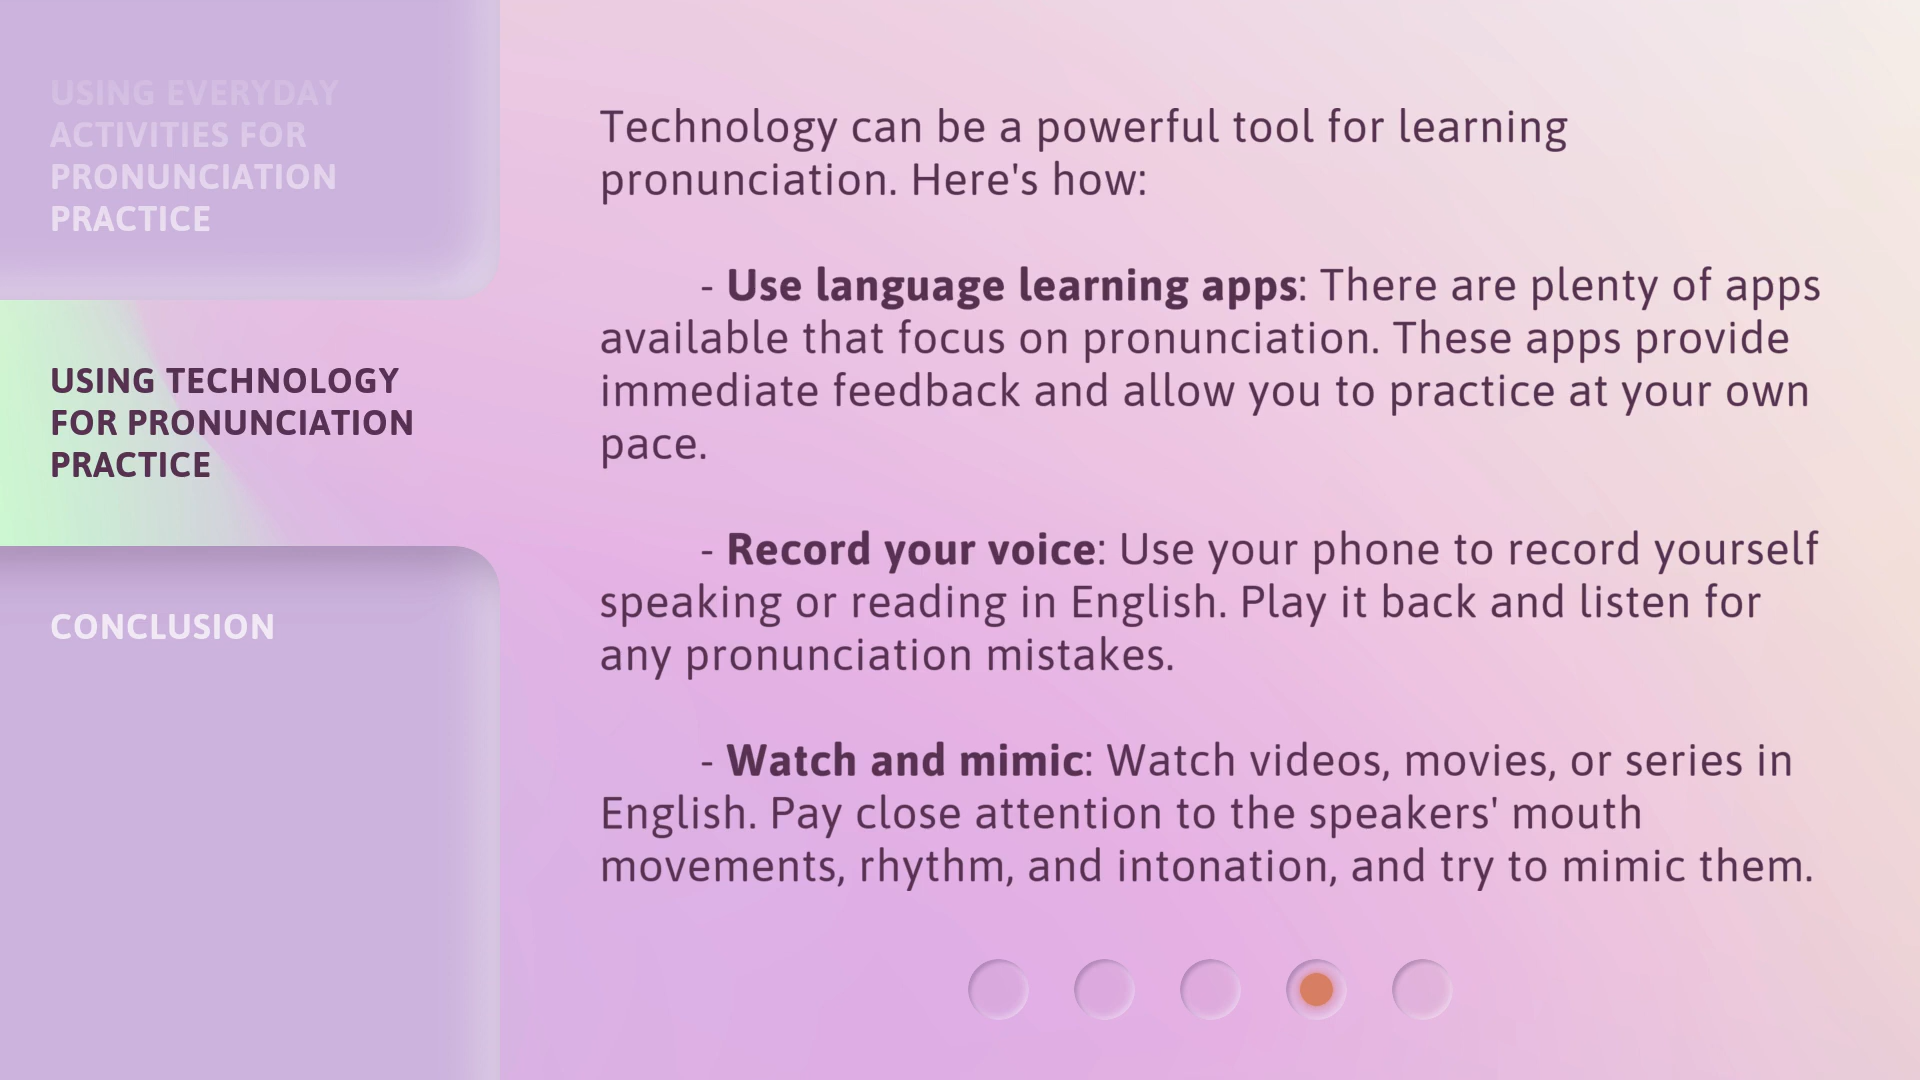 USING EVERYDAY
ACTIVITIES FOR
PRONUNCIATION
PRACTICE
USING TECHNOLOGY
FOR PRONUNCIATION
PRACTICE
CONCLUSION
Technology can be a powerful tool for learning
pronunciation. Here's how:
- Use language learning apps: There are plenty of apps
available that focus on pronunciation. These apps provide
immediate feedback and allow you to practice at your own
pace.
- Record your voice: Use your phone to record yourself
speaking or reading in English. Play it back and listen for
any pronunciation mistakes.
- Watch and mimic: Watch videos, movies, or series in
English. Pay close attention to the speakers' mouth
movements, rhythm, and intonation, and try to mimic them.